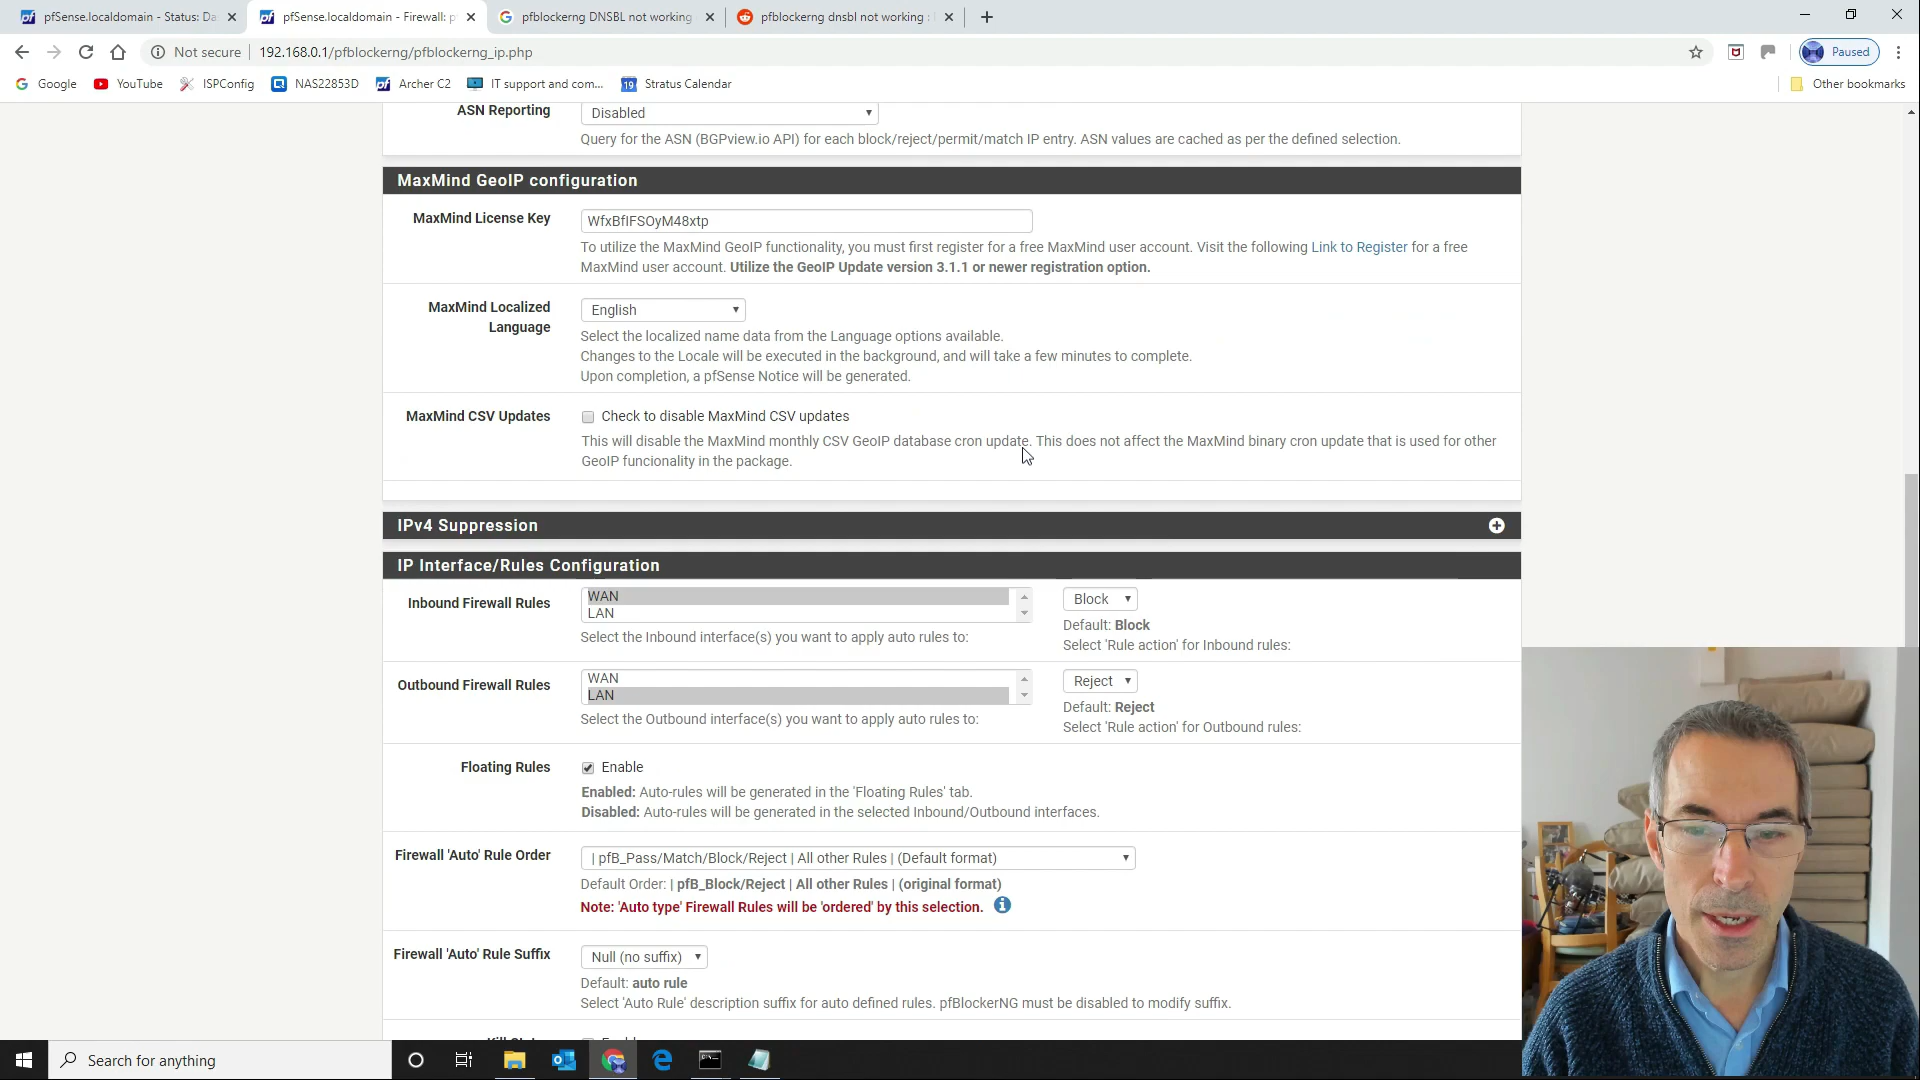 pfSense.localdomain - Status: Da
pfSense.localdomain - Firewall: p
pfblockerng DNSBL not working
pfblockerng dnsbl not working :
Not secure
192.168.0.1/pfblockerng/pfblockerng_ip.php
Paused
Google
YouTube
ISPConfig
NAS22853D
Archer C2
IT support and com...
19
Stratus Calendar
Other bookmarks
ASN Reporting
Disabled
Query for the ASN (BGPview.io API) for each block/reject/permit/match IP entry. ASN values are cached as per the defined selection.
MaxMind GeoIP configuration
MaxMind License Key
WfxBfIFSOyM48xtp
To utilize the MaxMind GeoIP functionality, you must first register for a free MaxMind user account. Visit the following Link to Register for a free
MaxMind user account. Utilize the GeoIP Update version 3.1.1 or newer registration option.
MaxMind Localized
Language
English
Select the localized name data from the Language options available.
Changes to the Locale will be executed in the background, and will take a few minutes to complete.
Upon completion, a pfSense Notice will be generated.
MaxMind CSV Updates
Check to disable MaxMind CSV updates
This will disable the MaxMind monthly CSV GeoIP database cron update. This does not affect the MaxMind binary cron update that is used for other
GeoIP funcionality in the package.
IPv4 Suppression
IP Interface/Rules Configuration
Inbound Firewall Rules
WAN
LAN
Select the Inbound interface(s) you want to apply auto rules to:
Block
Default: Block
Select 'Rule action' for Inbound rules:
Outbound Firewall Rules
WAN
LAN
Select the Outbound interface(s) you want to apply auto rules to:
Reject
Default: Reject
Select 'Rule action' for Outbound rules:
Floating Rules
Enable
Enabled: Auto-rules will be generated in the 'Floating Rules' tab.
Disabled: Auto-rules will be generated in the selected Inbound/Outbound interfaces.
Firewall 'Auto' Rule Order
| pfB_Pass/Match/Block/Reject | All other Rules | (Default format)
Default Order: | pfB_Block/Reject | All other Rules | (original format)
Note: 'Auto type' Firewall Rules will be 'ordered' by this selection.
Firewall 'Auto' Rule Suffix
Null (no suffix)
Default: auto rule
Select 'Auto Rule' description suffix for auto defined rules. pfBlockerNG must be disabled to modify suffix.
Search for anything